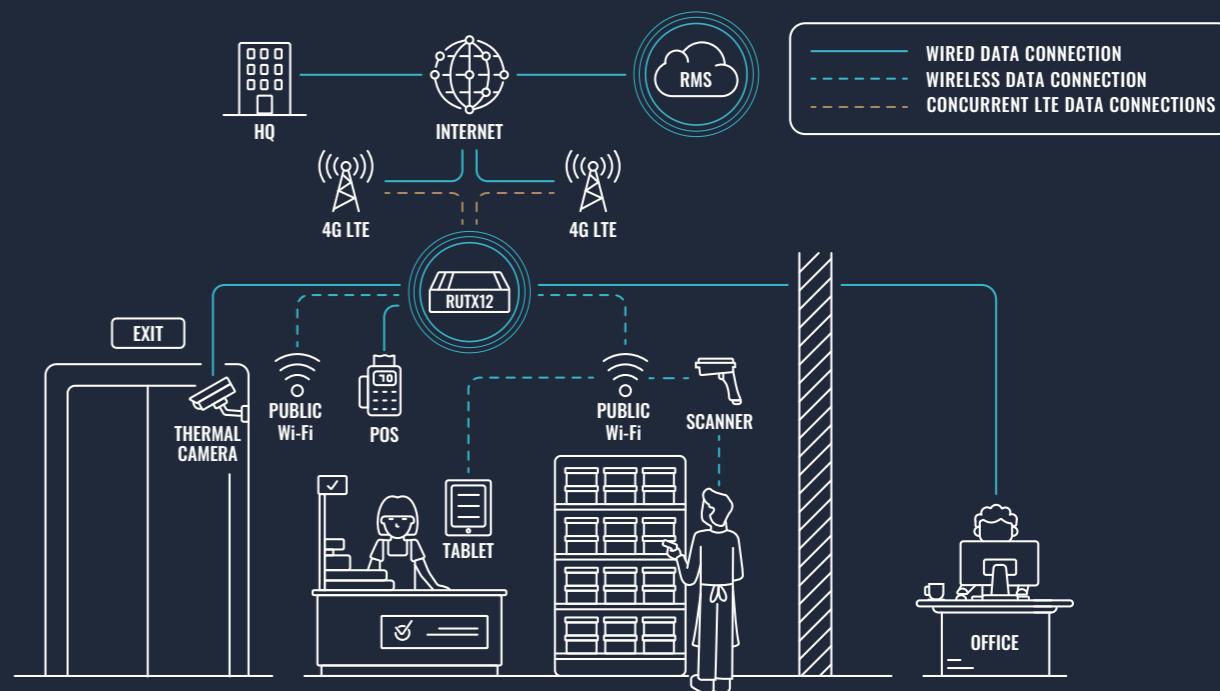 WIRED DATA CONNECTION
WIRELESS DATA CONNECTION
CONCURRENT LTE DATA CONNECTIONS
RMS
HQ
INTERNET
4G LTE
4G LTE
RUTX12
EXIT
PUBLIC
Wi-Fi
POS
THERMAL
CAMERA
PUBLIC
Wi-Fi
SCANNER
TABLET
OFFICE